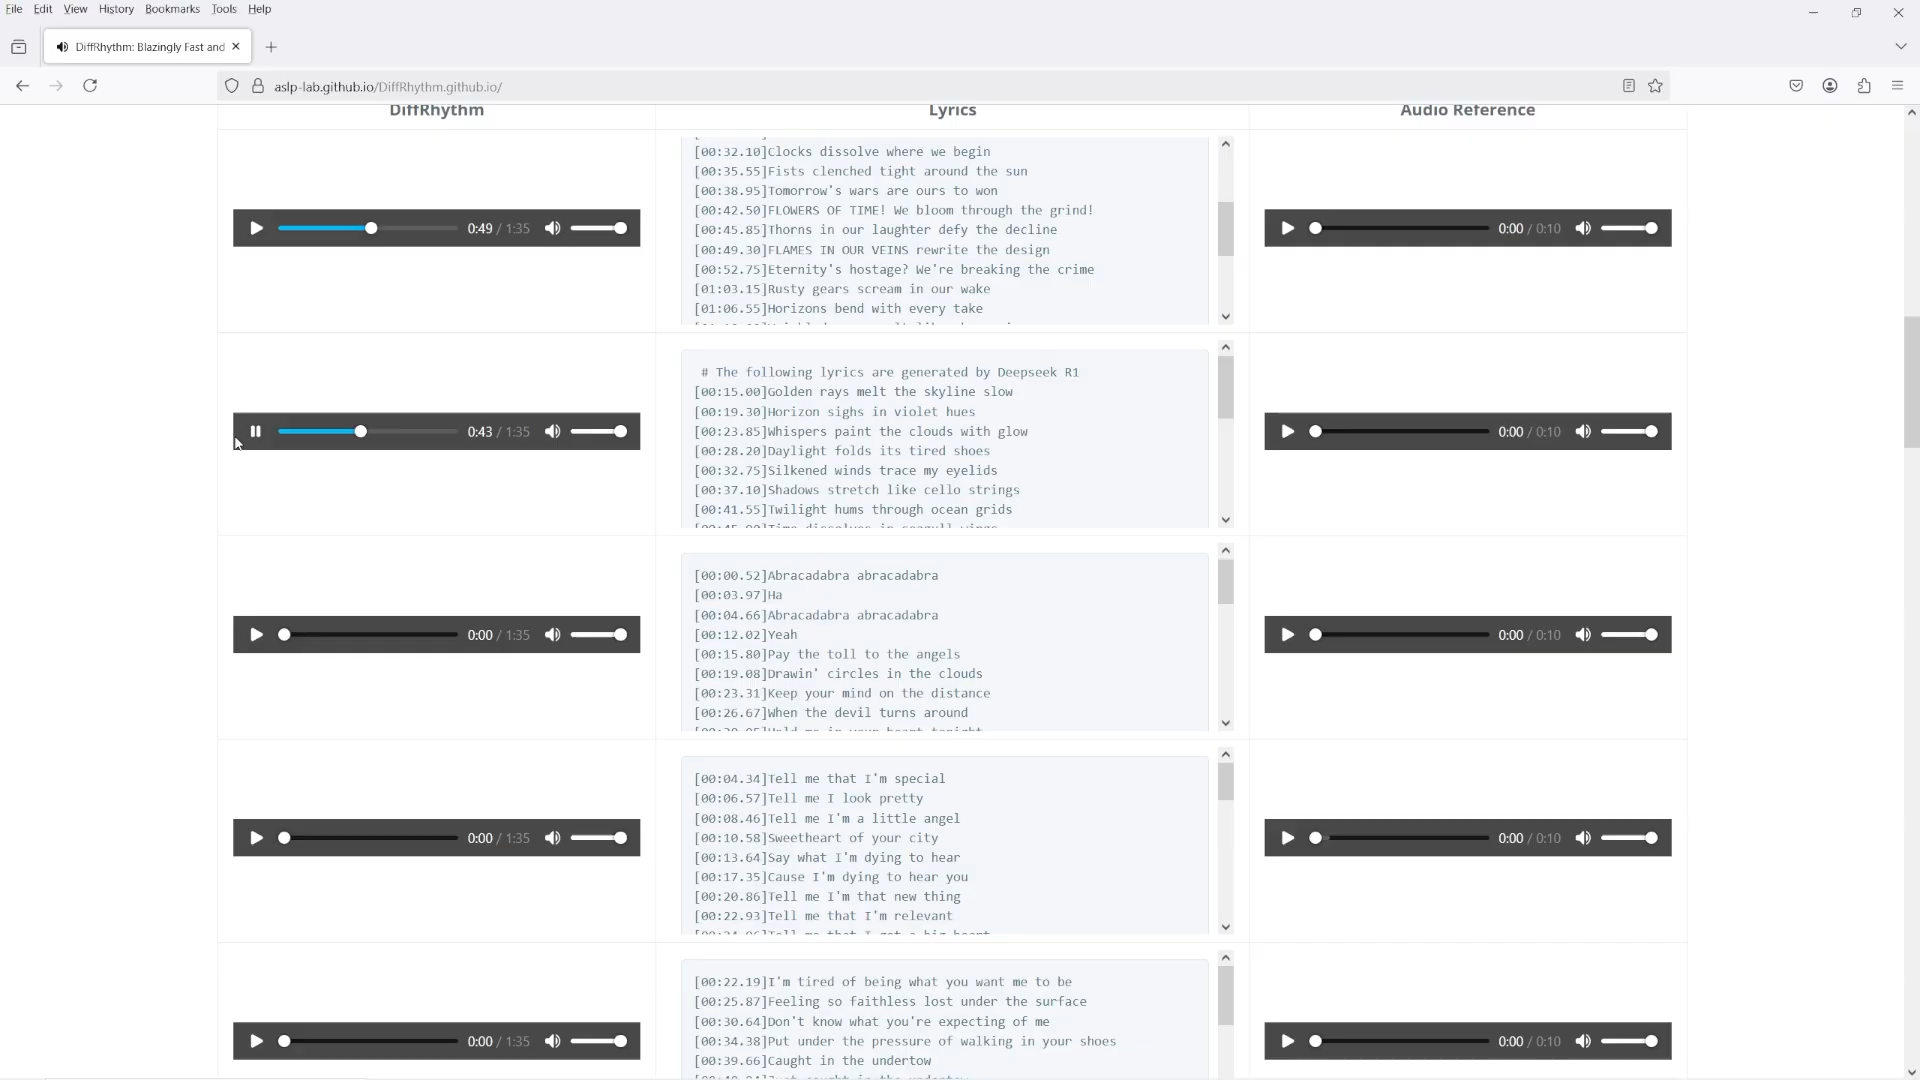 File Edit View History Bookmarks Tools Help
DiffRhythm: Blazingly Fast and
aslp-lab.github.io/DiffRhythm.github.io/
DiffRhythm Lyrics Audio Reference
[00:32.10]Clocks dissolve where we begin
[00:35.55]Fists clenched tight around the sun
[00:38.95]Tomorrow's wars are ours to won
[00:42.50]FLOWERS OF TIME! We bloom through the grind!
[00:45.85]Thorns in our laughter defy the decline
[00:49.30]FLAMES IN OUR VEINS rewrite the design
[00:52.75]Eternity's hostage? We're breaking the crime
[01:03.15]Rusty gears scream in our wake
[01:06.55]Horizons bend with every take
0:49 / 1:35
0:00 / 0:10
# The following lyrics are generated by Deepseek R1
[00:15.00]Golden rays melt the skyline slow
[00:19.30]Horizon sighs in violet hues
[00:23.85]Whispers paint the clouds with glow
[00:28.20]Daylight folds its tired shoes
[00:32.75]Silkened winds trace my eyelids
[00:37.10]Shadows stretch like cello strings
[00:41.55]Twilight hums through ocean grids
0:43 / 1:35
0:00 / 0:10
[00:00.52]Abracadabra abracadabra
[00:03.97]Ha
[00:04.66]Abracadabra abracadabra
[00:12.02]Yeah
[00:15.80]Pay the toll to the angels
[00:19.08]Drawin' circles in the clouds
[00:23.31]Keep your mind on the distance
[00:26.67]When the devil turns around
0:00 / 1:35
0:00 / 0:10
[00:04.34]Tell me that I'm special
[00:06.57]Tell me I look pretty
[00:08.46]Tell me I'm a little angel
[00:10.58]Sweetheart of your city
[00:13.64]Say what I'm dying to hear
[00:17.35]Cause I'm dying to hear you
[00:20.86]Tell me I'm that new thing
[00:22.93]Tell me that I'm relevant
0:00 / 1:35
0:00 / 0:10
[00:22.19]I'm tired of being what you want me to be
[00:25.87]Feeling so faithless lost under the surface
[00:30.64]Don't know what you're expecting of me
[00:34.38]Put under the pressure of walking in your shoes
[00:39.66]Caught in the undertow
0:00 / 1:35
0:00 / 0:10